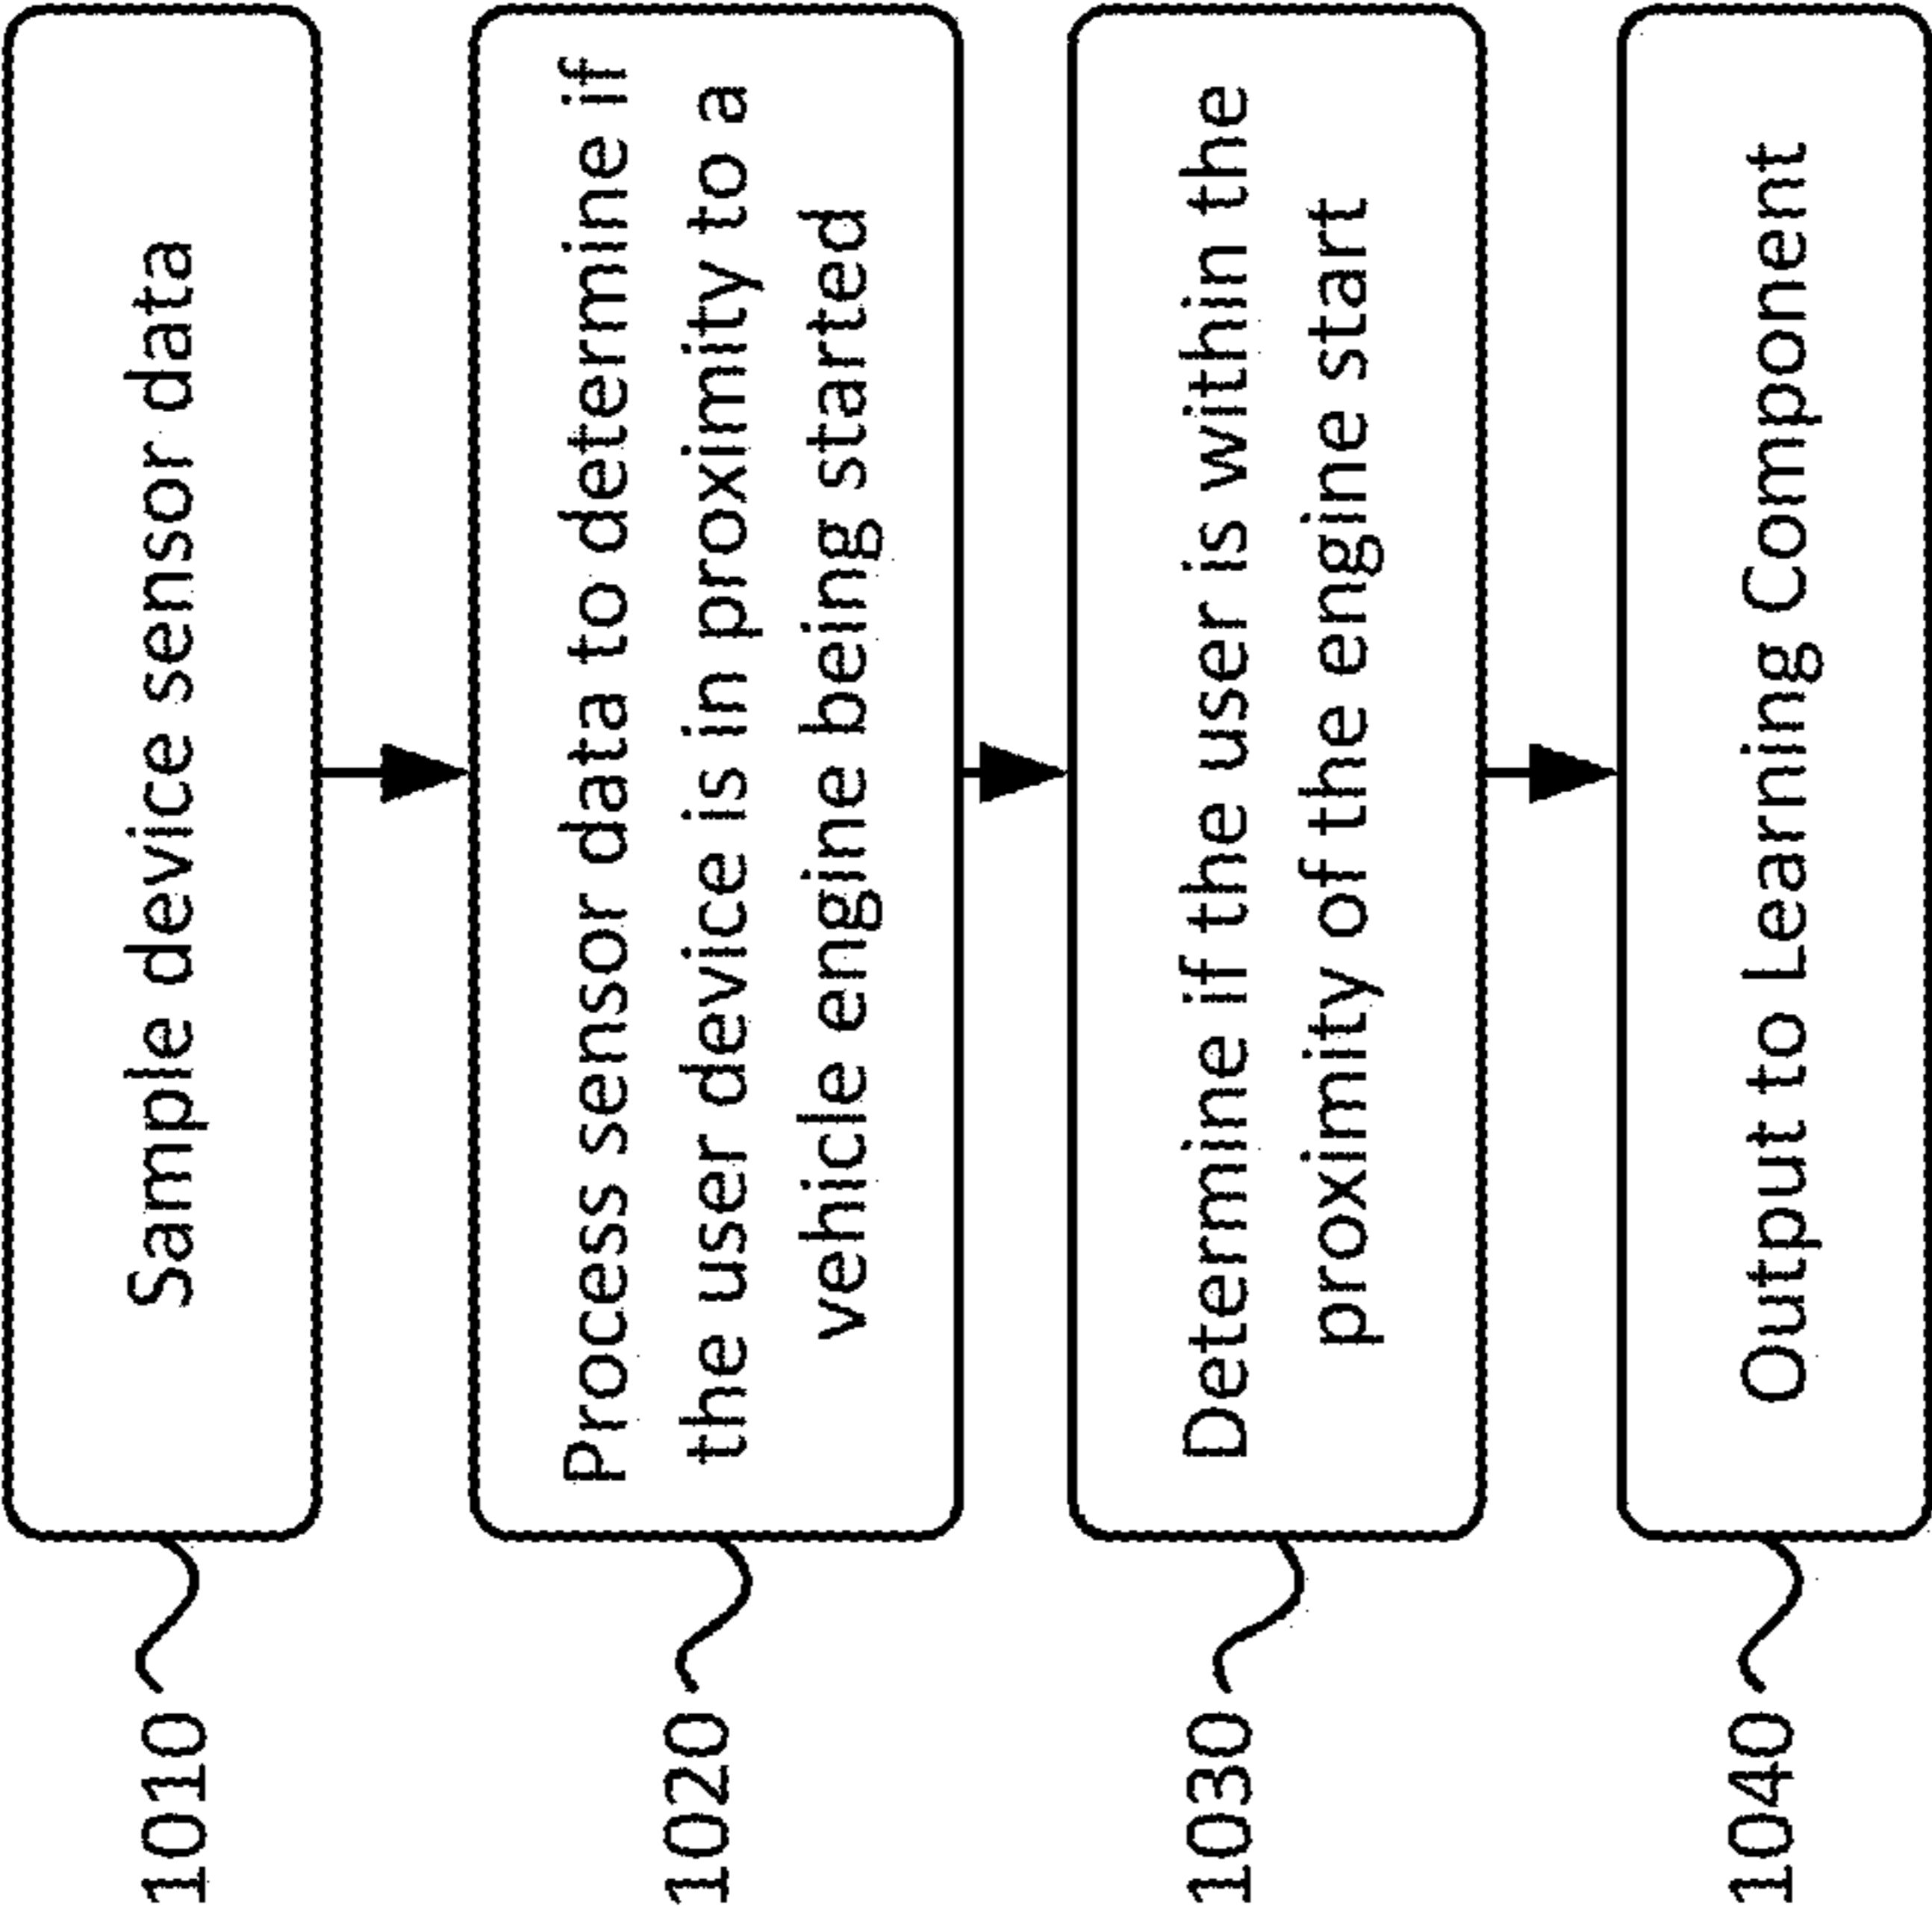 1010
Sample device sensor data
1020
Process sensor data to determine if
the user device is in proximity to a
vehicle engine being started
1030
Determine if the user is within the
proximity of the engine start
1040
Output to Learning Component